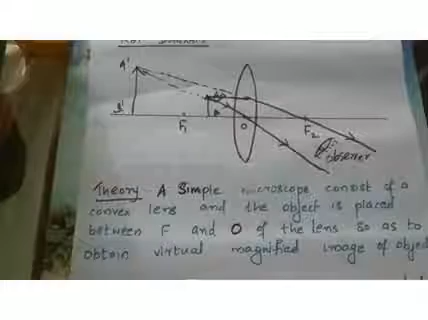 A'
B'
F1
A
B
O
F2
observer
Theory A Simple microscope consist of a
convex lens and the object is placed
between F and O of the lens so as to
obtain virtual magnified image of object